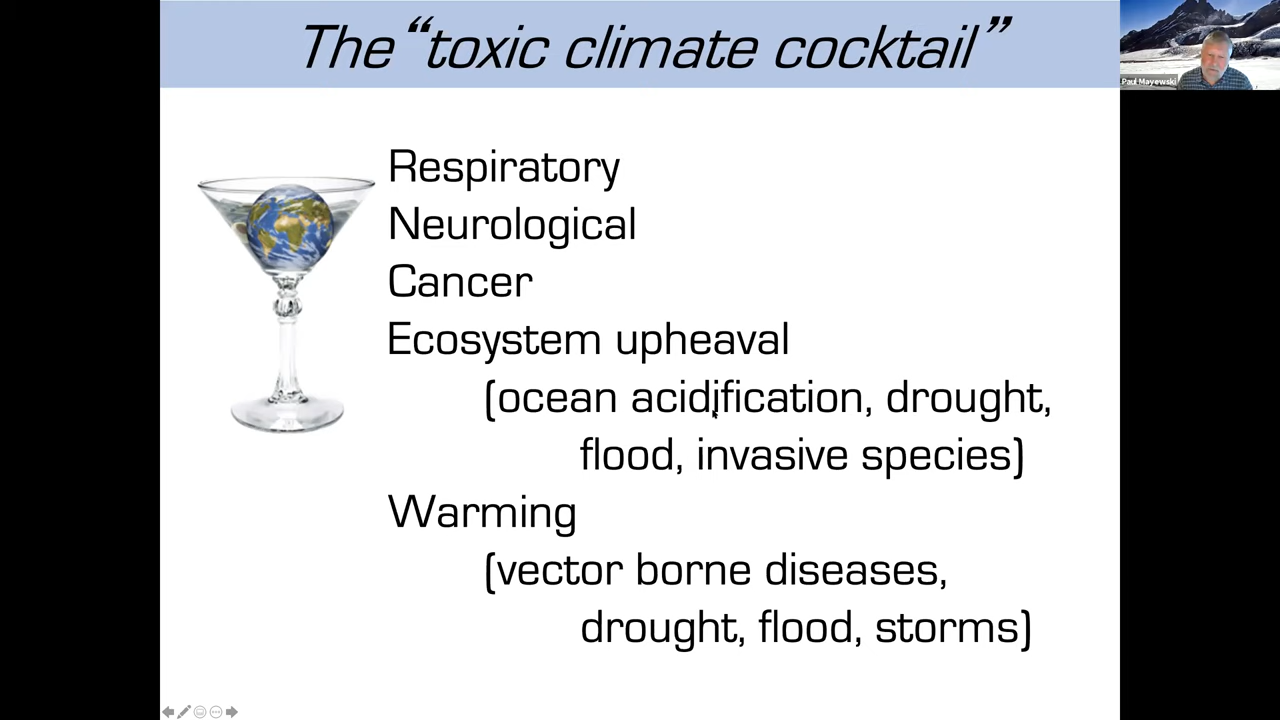 The “toxic climate cocktail”
Paul Mayewski
Respiratory
Neurological
Cancer
Ecosystem upheaval
(ocean acidification, drought,
flood, invasive species)
Warming
(vector borne diseases,
drought, flood, storms)